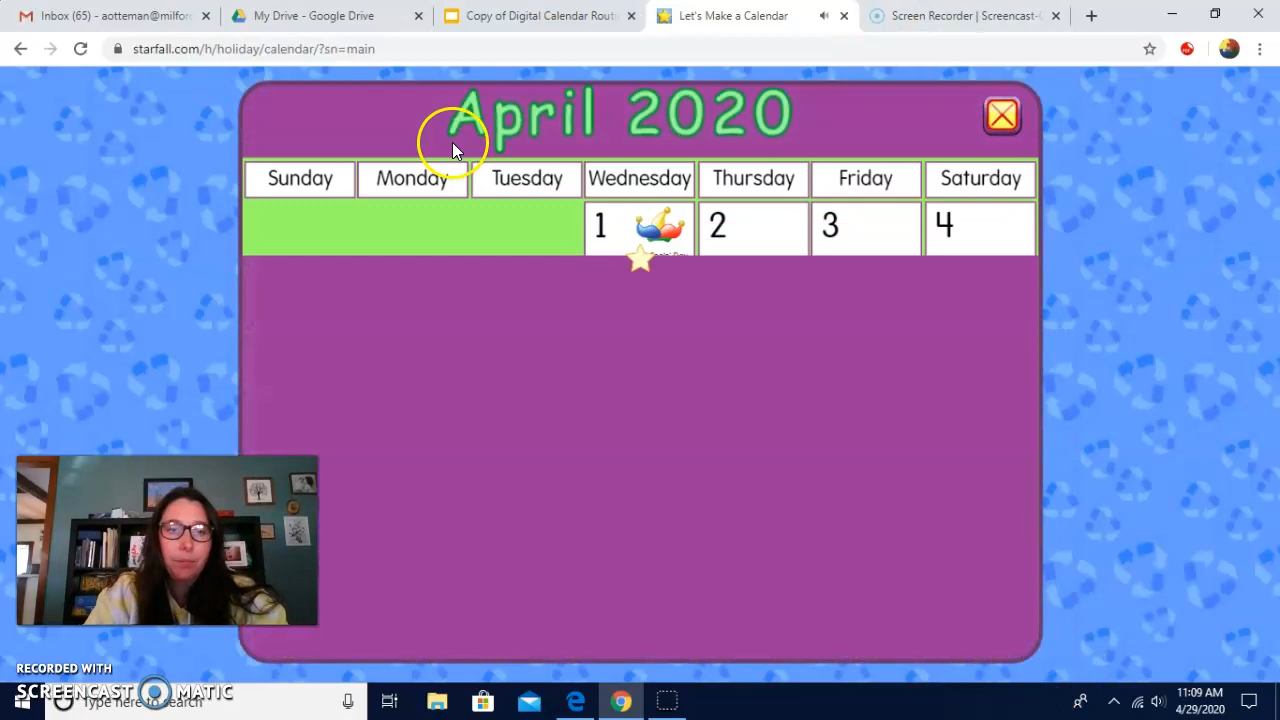 Inbox (65) - aotteman@milfor
My Drive - Google Drive
Copy of Digital Calendar Routi
Let's Make a Calendar
Screen Recorder | Screencast-O
starfall.com/h/holiday/calendar/?sn=main
April 2020
Sunday Monday Tuesday Wednesday Thursday Friday Saturday
1 2 3 4
RECORDED WITH
SCREENCAST MATIC
Type here to search
11:09 AM
4/29/2020